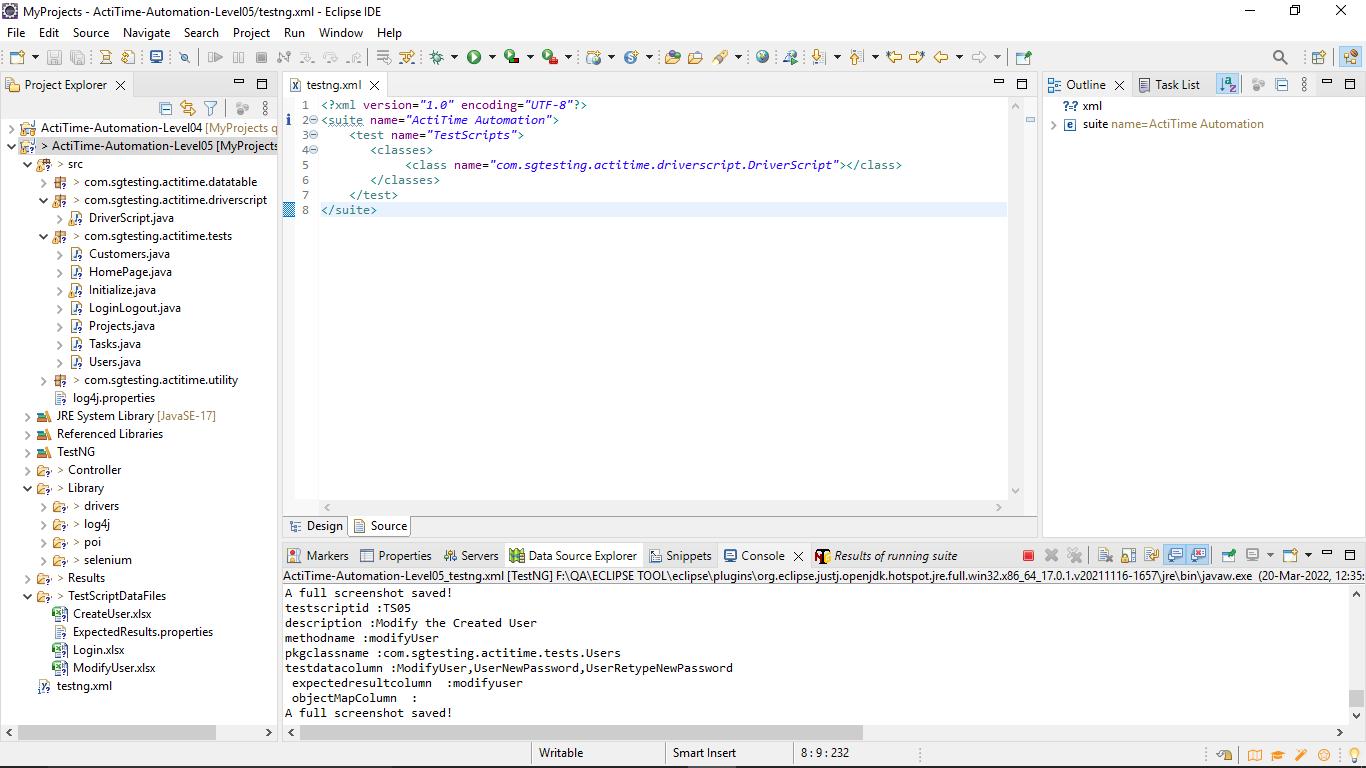 MyProjects - ActiTime-Automation-Level05/testng.xml - Eclipse IDE
File Edit Source Navigate Search Project Run Window Help
Project Explorer
ActiTime-Automation-Level04 [MyProjects q
> ActiTime-Automation-Level05 [MyProjects
> src
> com.sgtesting.actitime.datatable
> com.sgtesting.actitime.driverscript
DriverScript.java
> com.sgtesting.actitime.tests
Customers.java
HomePage.java
Initialize.java
LoginLogout.java
Projects.java
Tasks.java
Users.java
> com.sgtesting.actitime.utility
log4j.properties
JRE System Library [JavaSE-17]
Referenced Libraries
TestNG
> Controller
> Library
> drivers
> log4j
> poi
> selenium
> Results
> TestScriptDataFiles
CreateUser.xlsx
ExpectedResults.properties
Login.xlsx
ModifyUser.xlsx
testng.xml
testng.xml
1 <?xml version="1.0" encoding="UTF-8"?>
2 <suite name="ActiTime Automation">
3 <test name="TestScripts">
4 <classes>
5 <class name="com.sgtesting.actitime.driverscript.DriverScript"></class>
6 </classes>
7 </test>
8 </suite>
Design Source
Outline Task List
?-? xml
e suite name=ActiTime Automation
Markers Properties Servers Data Source Explorer Snippets Console Results of running suite
ActiTime-Automation-Level05_testng.xml [TestNG] F:\QA\ECLIPSE TOOL\eclipse\plugins\org.eclipse.justj.openjdk.hotspot.jre.full.win32.x86_64_17.0.1.v20211116-1657\jre\bin\javaw.exe (20-Mar-2022, 12:35:
A full screenshot saved!
testscriptid :TS05
description :Modify the Created User
methodname :modifyUser
pkgclassname :com.sgtesting.actitime.tests.Users
testdatacolumn :ModifyUser,UserNewPassword,UserRetypeNewPassword
expectedresultcolumn :modifyuser
objectMapColumn :
A full screenshot saved!
Writable Smart Insert 8 : 9 : 232